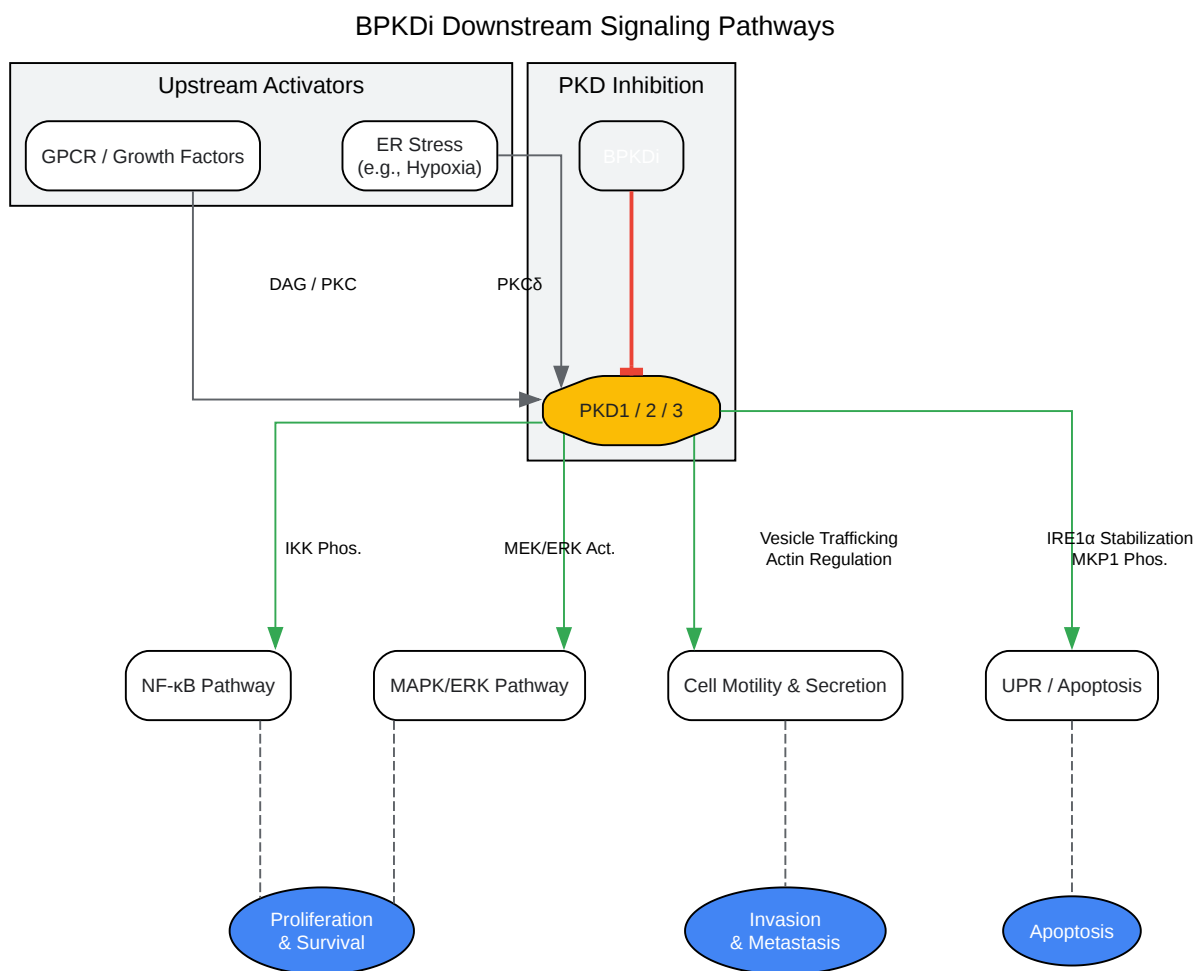 BPKDi Downstream Signaling Pathways
Upstream Activators
PKD Inhibition
GPCR / Growth Factors
ER Stress
(e.g., Hypoxia)
BPKDi
DAG / PKC
PKCδ
PKD1 / 2 / 3
IKK Phos.
MEK/ERK Act.
Vesicle Trafficking
Actin Regulation
IRE1α Stabilization
MKP1 Phos.
NF-κB Pathway
MAPK/ERK Pathway
Cell Motility & Secretion
UPR / Apoptosis
Proliferation
& Survival
Invasion
& Metastasis
Apoptosis